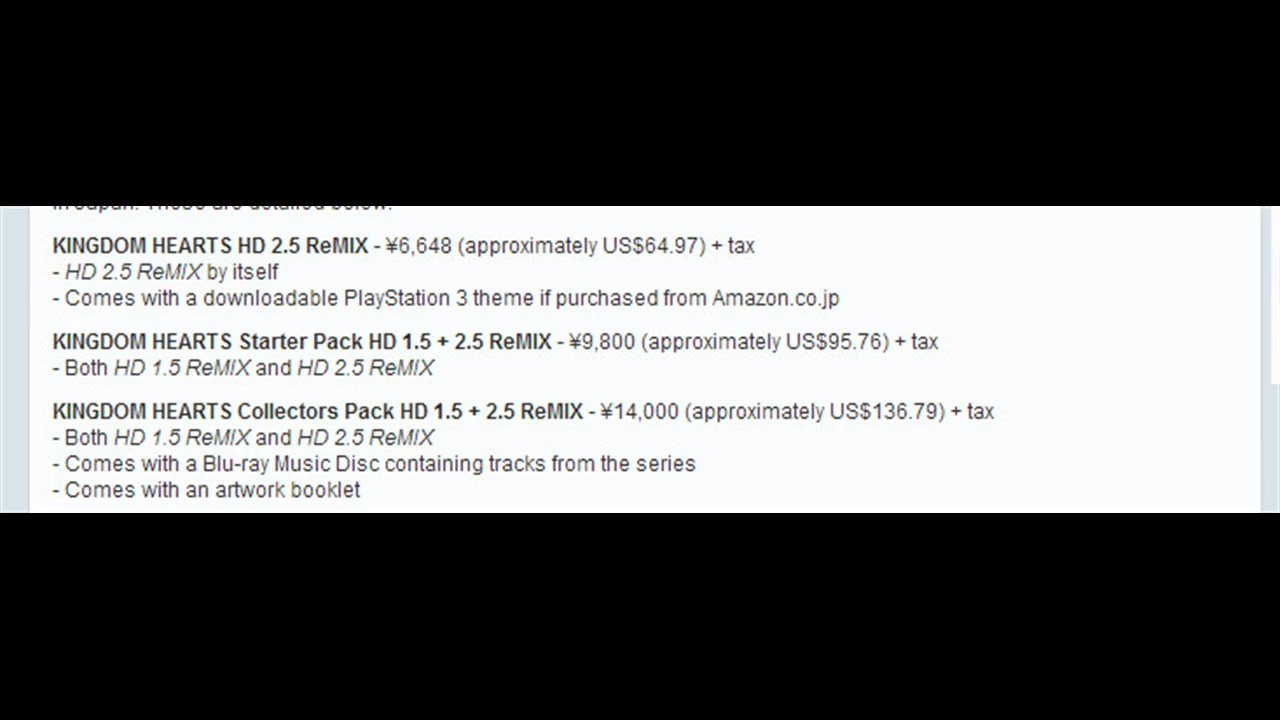 KINGDOM HEARTS HD 2.5 ReMIX - ¥6,648 (approximately US$64.97) + tax
- HD 2.5 ReMIX by itself
- Comes with a downloadable PlayStation 3 theme if purchased from Amazon.co.jp
KINGDOM HEARTS Starter Pack HD 1.5 + 2.5 ReMIX - ¥9,800 (approximately US$95.76) + tax
- Both HD 1.5 ReMIX and HD 2.5 ReMIX
KINGDOM HEARTS Collectors Pack HD 1.5 + 2.5 ReMIX - ¥14,000 (approximately US$136.79) + tax
- Both HD 1.5 ReMIX and HD 2.5 ReMIX
- Comes with a Blu-ray Music Disc containing tracks from the series
- Comes with an artwork booklet